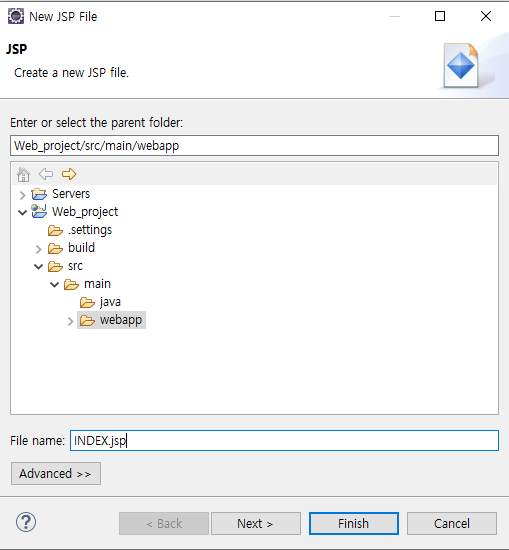 New JSP File
JSP
Create a new JSP file.
Enter or select the parent folder:
Web_project/src/main/webapp
Servers
Web_project
.settings
build
src
main
java
webapp
File name: INDEX.jsp
Advanced >>
? < Back Next > Finish Cancel